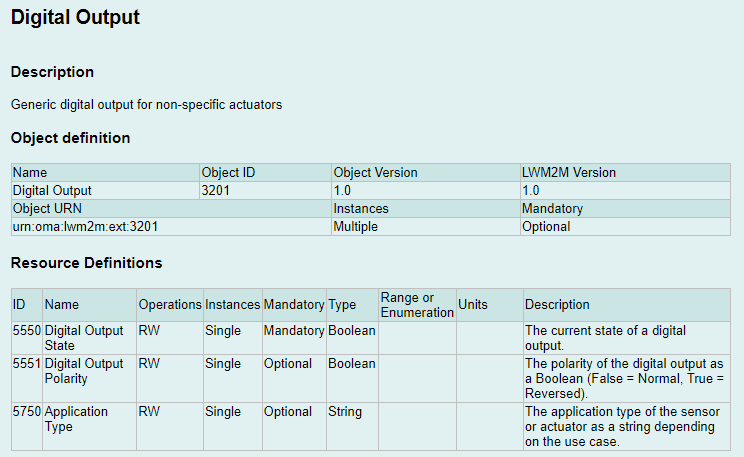 Digital Output
Description
Generic digital output for non-specific actuators
Object definition
Name Object ID Object Version LWM2M Version
Digital Output 3201 1.0 1.0
Object URN Instances Mandatory
urn:oma:lwm2m:ext:3201 Multiple Optional
Resource Definitions
ID Name Operations Instances Mandatory Type Range or Enumeration Units Description
5550 Digital Output State RW Single Mandatory Boolean The current state of a digital output.
5551 Digital Output Polarity RW Single Optional Boolean The polarity of the digital output as a Boolean (False = Normal, True = Reversed).
5750 Application Type RW Single Optional String The application type of the sensor or actuator as a string depending on the use case.